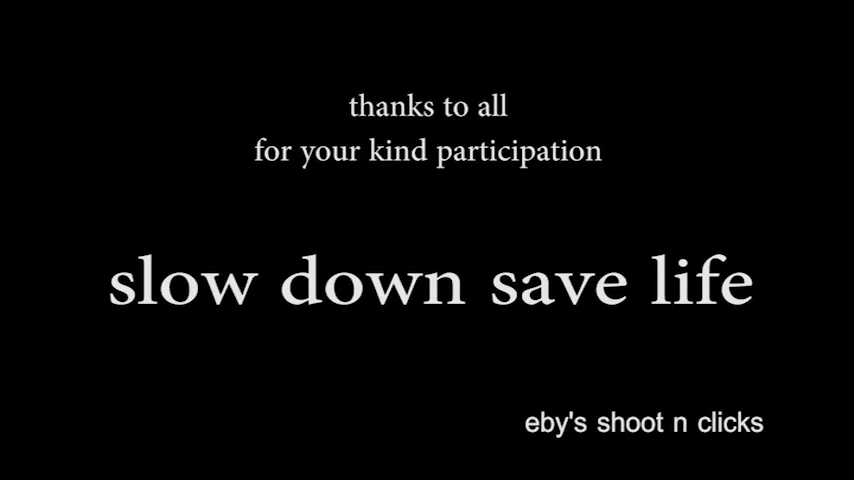 thanks to all
for your kind participation
slow down save life
eby's shoot n clicks